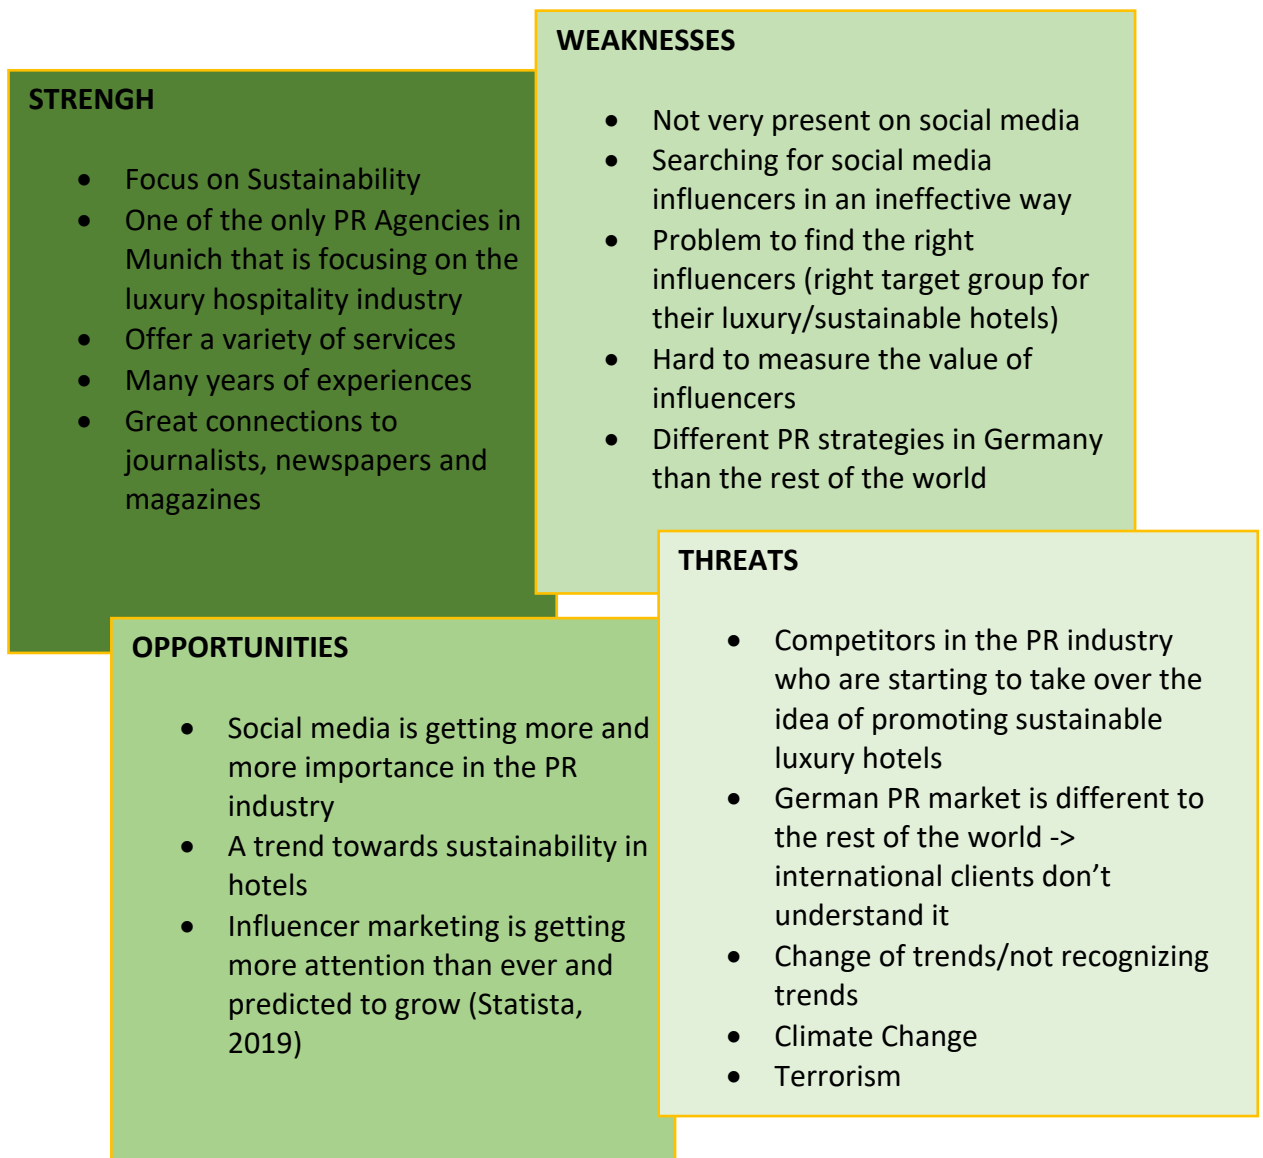 STRENGH
• Focus on Sustainability
• One of the only PR Agencies in
Munich that is focusing on the
luxury hospitality industry
• Offer a variety of services
• Many years of experiences
• Great connections to
journalists, newspapers and
magazines
WEAKNESSES
• Not very present on social media
• Searching for social media
influencers in an ineffective way
• Problem to find the right
influencers (right target group for
their luxury/sustainable hotels)
• Hard to measure the value of
influencers
• Different PR strategies in Germany
than the rest of the world
OPPORTUNITIES
• Social media is getting more and
more importance in the PR
industry
• A trend towards sustainability in
hotels
• Influencer marketing is getting
more attention than ever and
predicted to grow (Statista,
2019)
THREATS
• Competitors in the PR industry
who are starting to take over the
idea of promoting sustainable
luxury hotels
• German PR market is different to
the rest of the world ->
international clients don’t
understand it
• Change of trends/not recognizing
trends
• Climate Change
• Terrorism